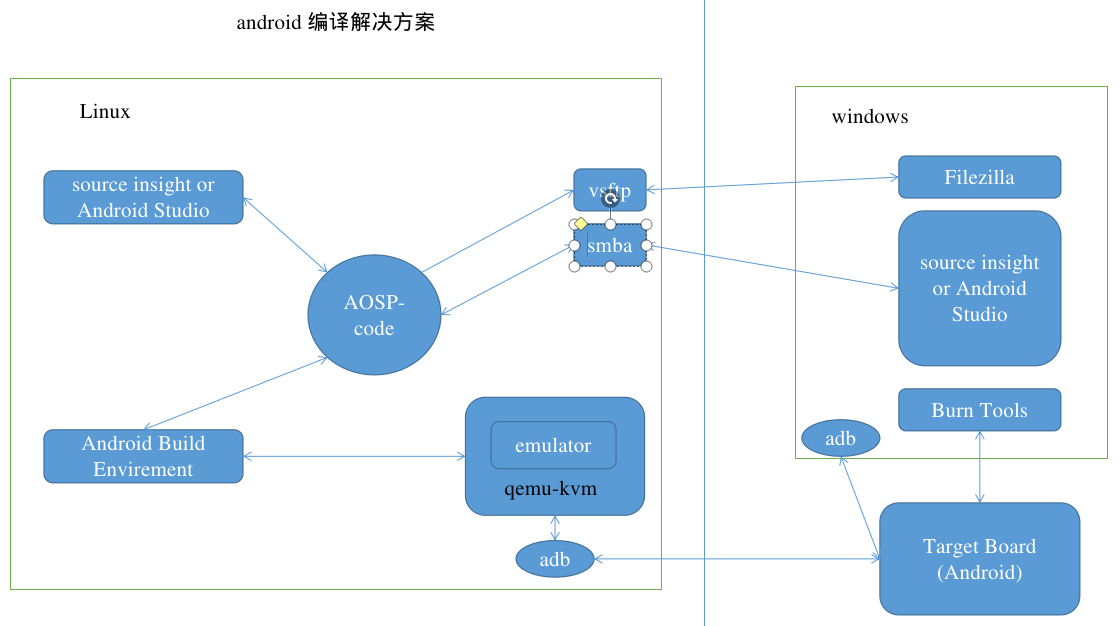 android 编译解决方案
Linux
source insight or
Android Studio
vsftp
smba
AOSP-
code
Android Build
Envirement
emulator
qemu-kvm
adb
windows
Filezilla
source insight
or Android
Studio
Burn Tools
adb
Target Board
(Android)